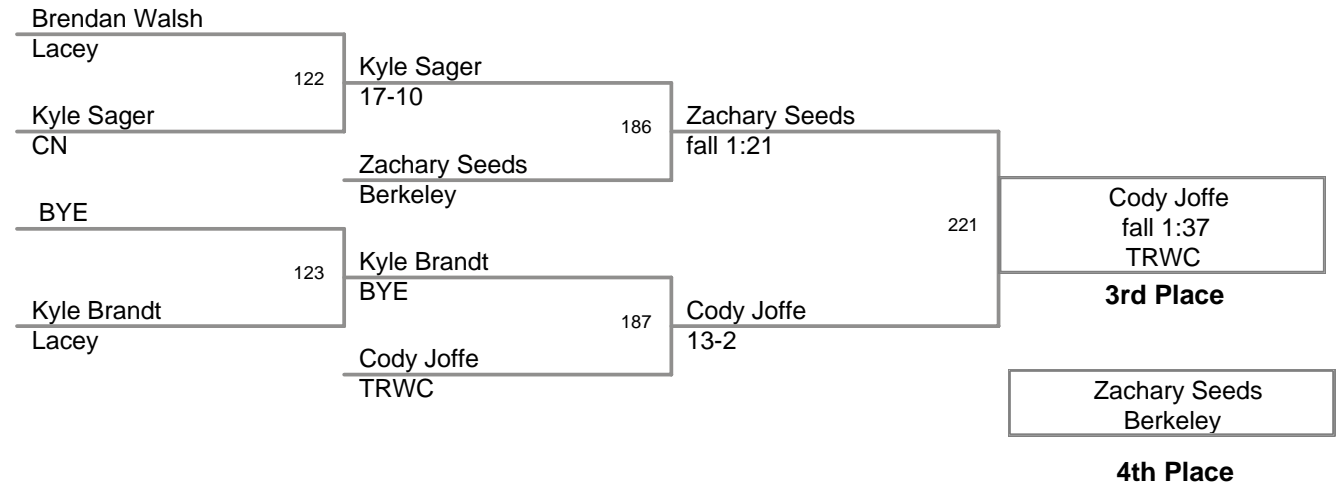 Brendan Walsh
Lacey
122
Kyle Sager
17-10
Kyle Sager
CN
186
Zachary Seeds
fall 1:21
Zachary Seeds
Berkeley
BYE
221
Cody Joffe
fall 1:37
TRWC
3rd Place
123
Kyle Brandt
BYE
Kyle Brandt
Lacey
187
Cody Joffe
13-2
Cody Joffe
TRWC
Zachary Seeds
Berkeley
4th Place